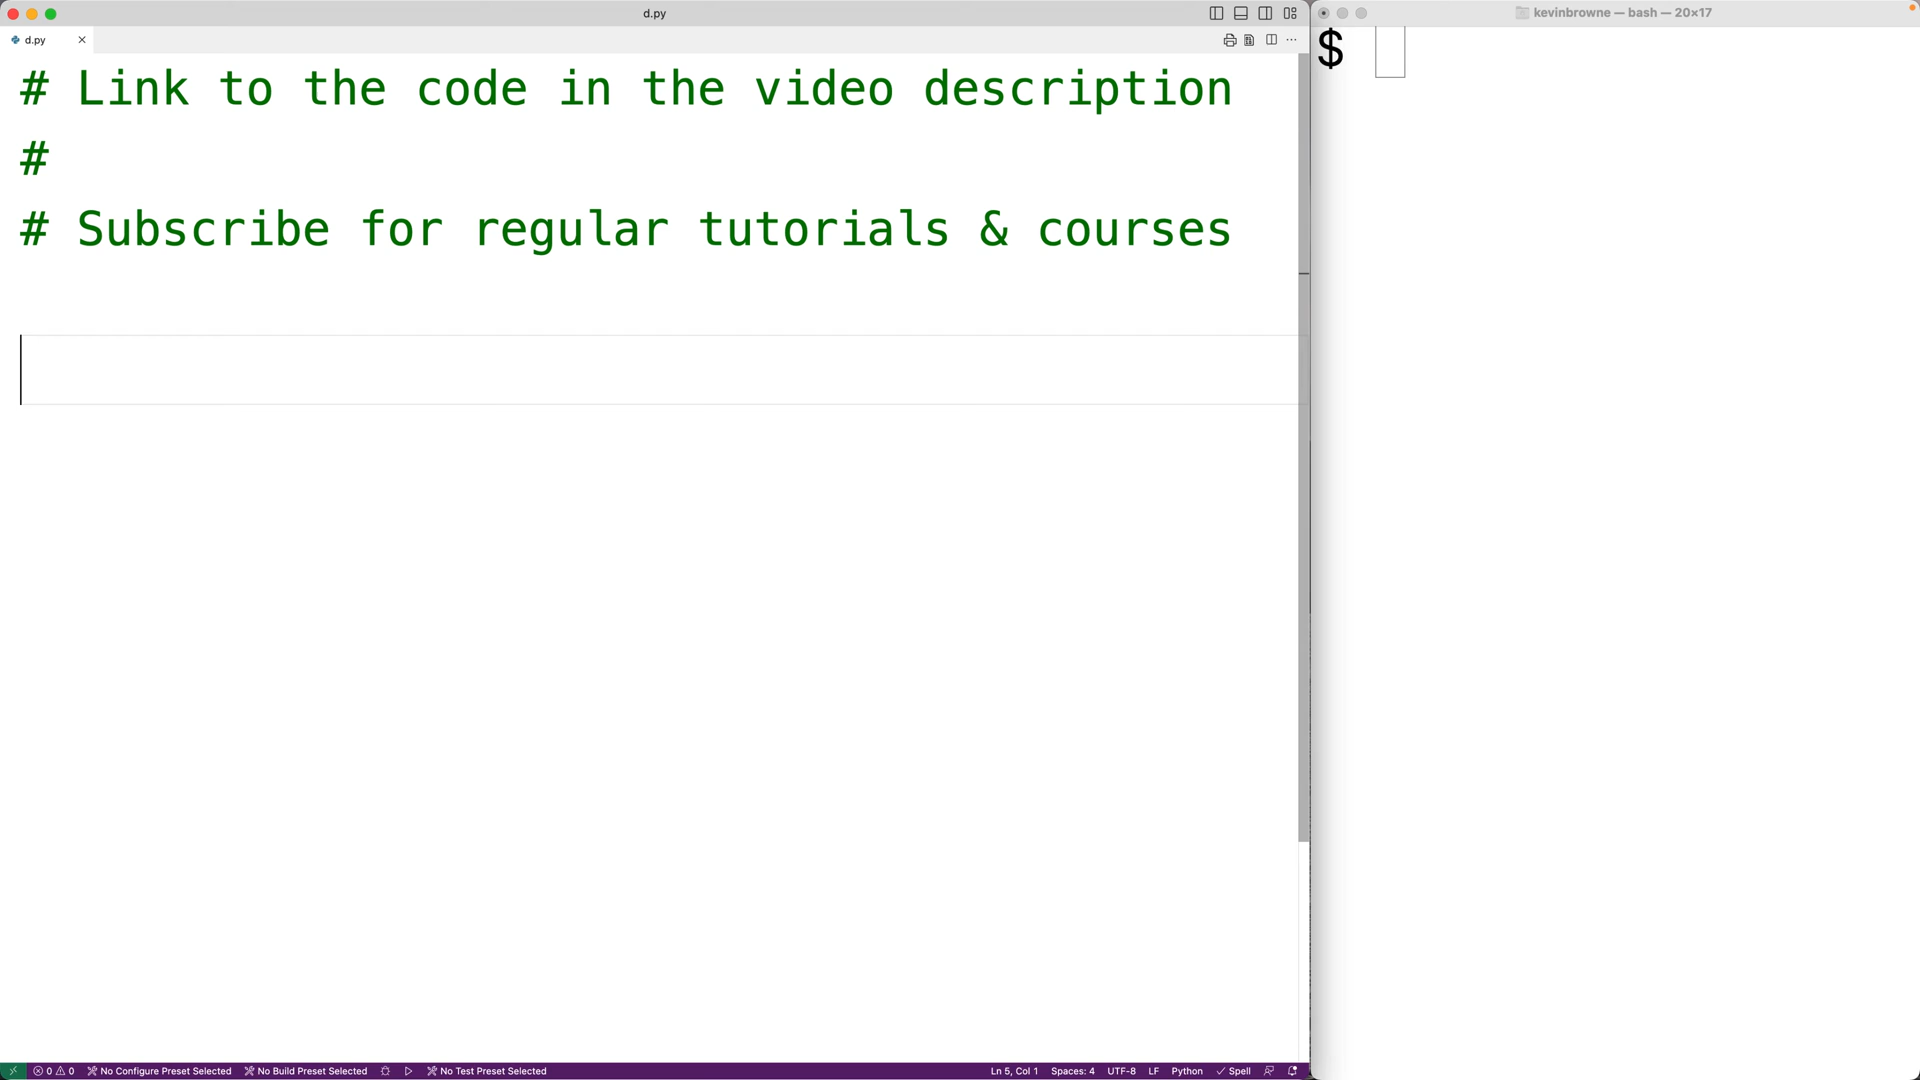 d.py
kevinbrowne — bash — 20×17
d.py
# Link to the code in the video description
#
# Subscribe for regular tutorials & courses
$
0 0 No Configure Preset Selected No Build Preset Selected No Test Preset Selected Ln 5, Col 1 Spaces: 4 UTF-8 LF Python Spell